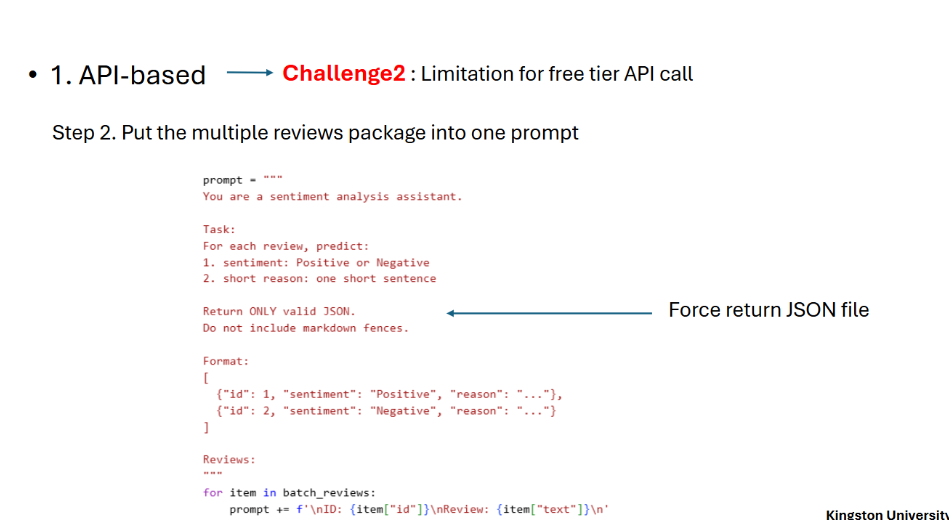 • 1. API-based Challenge2 : Limitation for free tier API call
Step 2. Put the multiple reviews package into one prompt
prompt = """
You are a sentiment analysis assistant.
Task:
For each review, predict:
1. sentiment: Positive or Negative
2. short reason: one short sentence
Return ONLY valid JSON.
Force return JSON file
Do not include markdown fences.
Format:
[
  {"id": 1, "sentiment": "Positive", "reason": "..."},
  {"id": 2, "sentiment": "Negative", "reason": "..."}
]
Reviews:
"""
for item in batch_reviews:
    prompt += f'\nID: {item["id"]}\nReview: {item["text"]}\n'
Kingston University